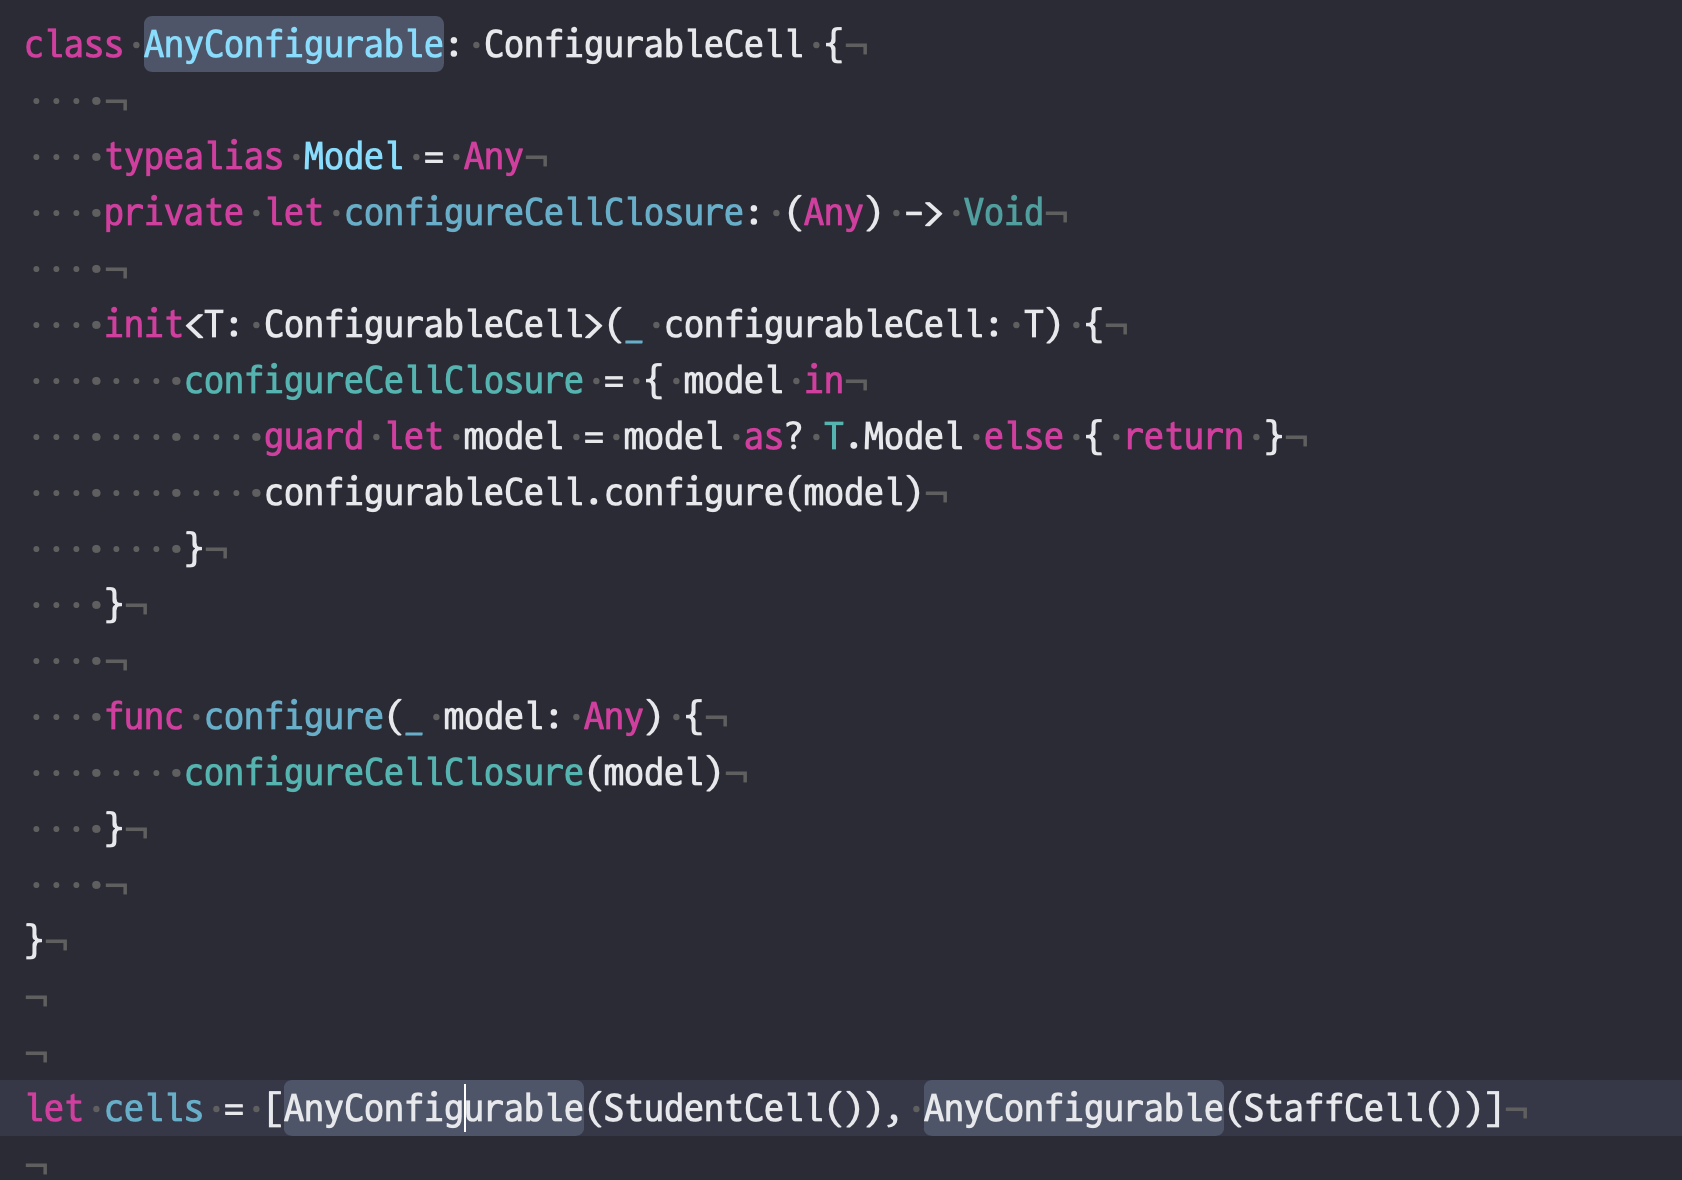 class AnyConfigurable: ConfigurableCell {
    typealias Model = Any
    private let configureCellClosure: (Any) -> Void
    init<T: ConfigurableCell>(_ configurableCell: T) {
        configureCellClosure = { model in
            guard let model = model as? T.Model else { return }
            configurableCell.configure(model)
        }
    }
    func configure(_ model: Any) {
        configureCellClosure(model)
    }
}
let cells = [AnyConfigurable(StudentCell()), AnyConfigurable(StaffCell())]